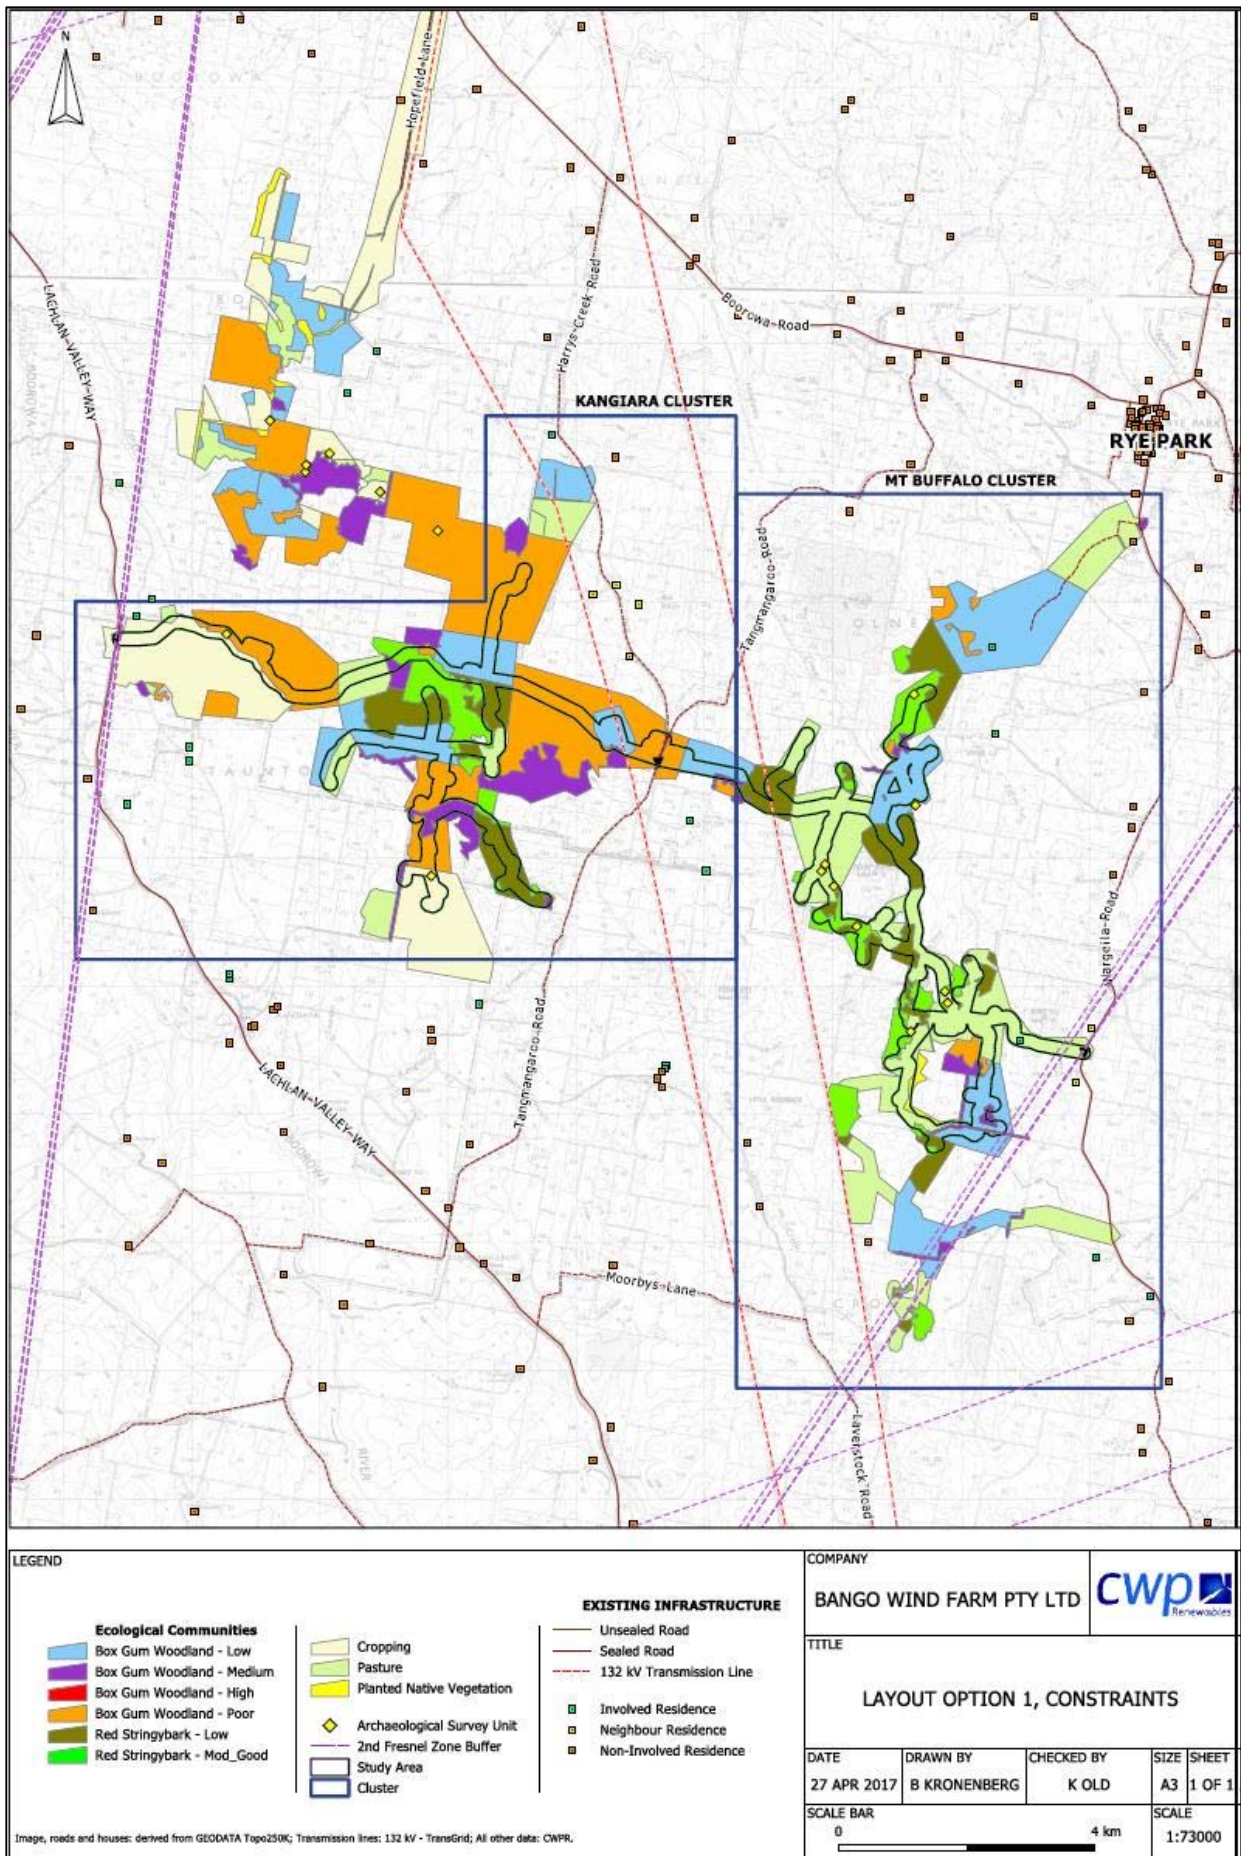 N
Hopefield Lane
BOOROWA
LACHLAN-VALLEY-WAY
Harrys-Creek-Road
Boorowa-Road
KANGIARA CLUSTER
RYE PARK
MT BUFFALO CLUSTER
Tangmangaroo-Road
OLNE
TAUNTO
Nargeila-Road
Tangmangaroo-Road
LACHLAN-VALLEY-WAY
BOOROWA
Moorbys-Lane
Laverstock-Road
RIVER
LEGEND
Ecological Communities
Box Gum Woodland - Low
Box Gum Woodland - Medium
Box Gum Woodland - High
Box Gum Woodland - Poor
Red Stringybark - Low
Red Stringybark - Mod_Good
Cropping
Pasture
Planted Native Vegetation
Archaeological Survey Unit
2nd Fresnel Zone Buffer
Study Area
Cluster
EXISTING INFRASTRUCTURE
Unsealed Road
Sealed Road
132 kV Transmission Line
Involved Residence
Neighbour Residence
Non-Involved Residence
Image, roads and houses: derived from GEODATA Topo250K; Transmission lines: 132 kV - TransGrid; All other data: CWPR.
COMPANY
BANGO WIND FARM PTY LTD
cwp
Renewables
TITLE
LAYOUT OPTION 1, CONSTRAINTS
DATE DRAWN BY CHECKED BY SIZE SHEET
27 APR 2017 B KRONENBERG K OLD A3 1 OF 1
SCALE BAR SCALE
0 4 km
1:73000